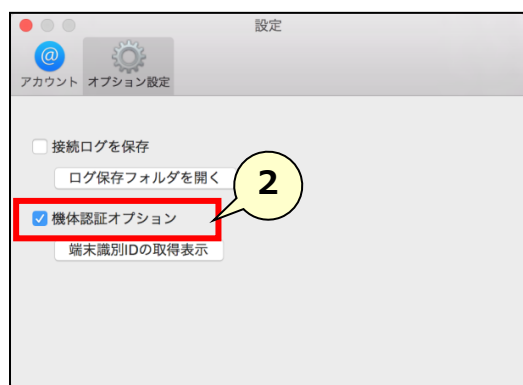 設定
@
アカウント オプション設定
接続ログを保存
ログ保存フォルダを開く
2
機体認証オプション
端末識別IDの取得表示